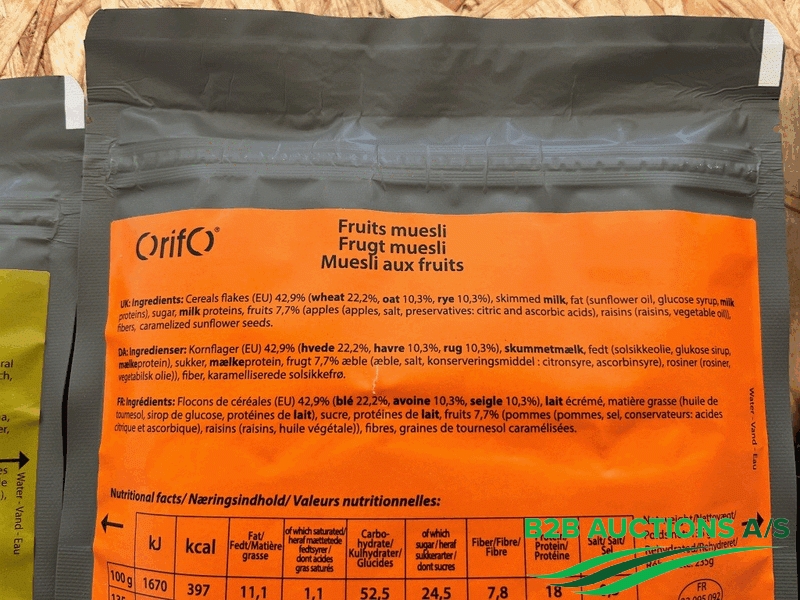 OrifO®
Fruits muesli
Frugt muesli
Muesli aux fruits
UK: Ingredients: Cereals flakes (EU) 42,9% (wheat 22,2%, oat 10,3%, rye 10,3%), skimmed milk, fat (sunflower oil, glucose syrup, milk
proteins), sugar, milk proteins, fruits 7,7% (apples (apples, salt, preservatives: citric and ascorbic acids), raisins (raisins, vegetable oil)),
fibers, caramelized sunflower seeds.
DA: Ingredienser: Kornflager (EU) 42,9% (hvede 22,2%, havre 10,3%, rug 10,3%), skummetmælk, fedt (solsikkeolie, glukose sirup,
mælkeprotein), sukker, mælkeprotein, frugt 7,7% æble (æble, salt, konserveringsmiddel : citronsyre, ascorbinsyre), rosiner (rosiner,
vegetabilsk olie)), fiber, karamelliserede solsikkefrø.
FR: Ingrédients: Flocons de céréales (EU) 42,9% (blé 22,2%, avoine 10,3%, seigle 10,3%), lait écrémé, matière grasse (huile de
tournesol, sirop de glucose, protéines de lait), sucre, protéines de lait, fruits 7,7% (pommes (pommes, sel, conservateurs: acides
citrique et ascorbique), raisins (raisins, huile végétale)), fibres, graines de tournesol caramélisées.
Water - Vand - Eau
Water - Vand - Eau
Nutritional facts/ Næringsindhold/ Valeurs nutritionnelles:
kJ
kcal
Fat/
Fedt/Matière
grasse
of which saturated/
heraf mættetede
fedtsyrer/
dont acides
gras saturés
Carbo-
hydrate/
Kulhydrater/
Glucides
of which
sugar/heraf
sukkerarter/
dont sucres
Fiber/Fibre/
Fibre
Protein/
Protéine
Salt/ Salt/
Sel
100 g 1670 397 11,1 1,1 52,5 24,5 7,8 18
FR
B2B AUCTIONS A/S